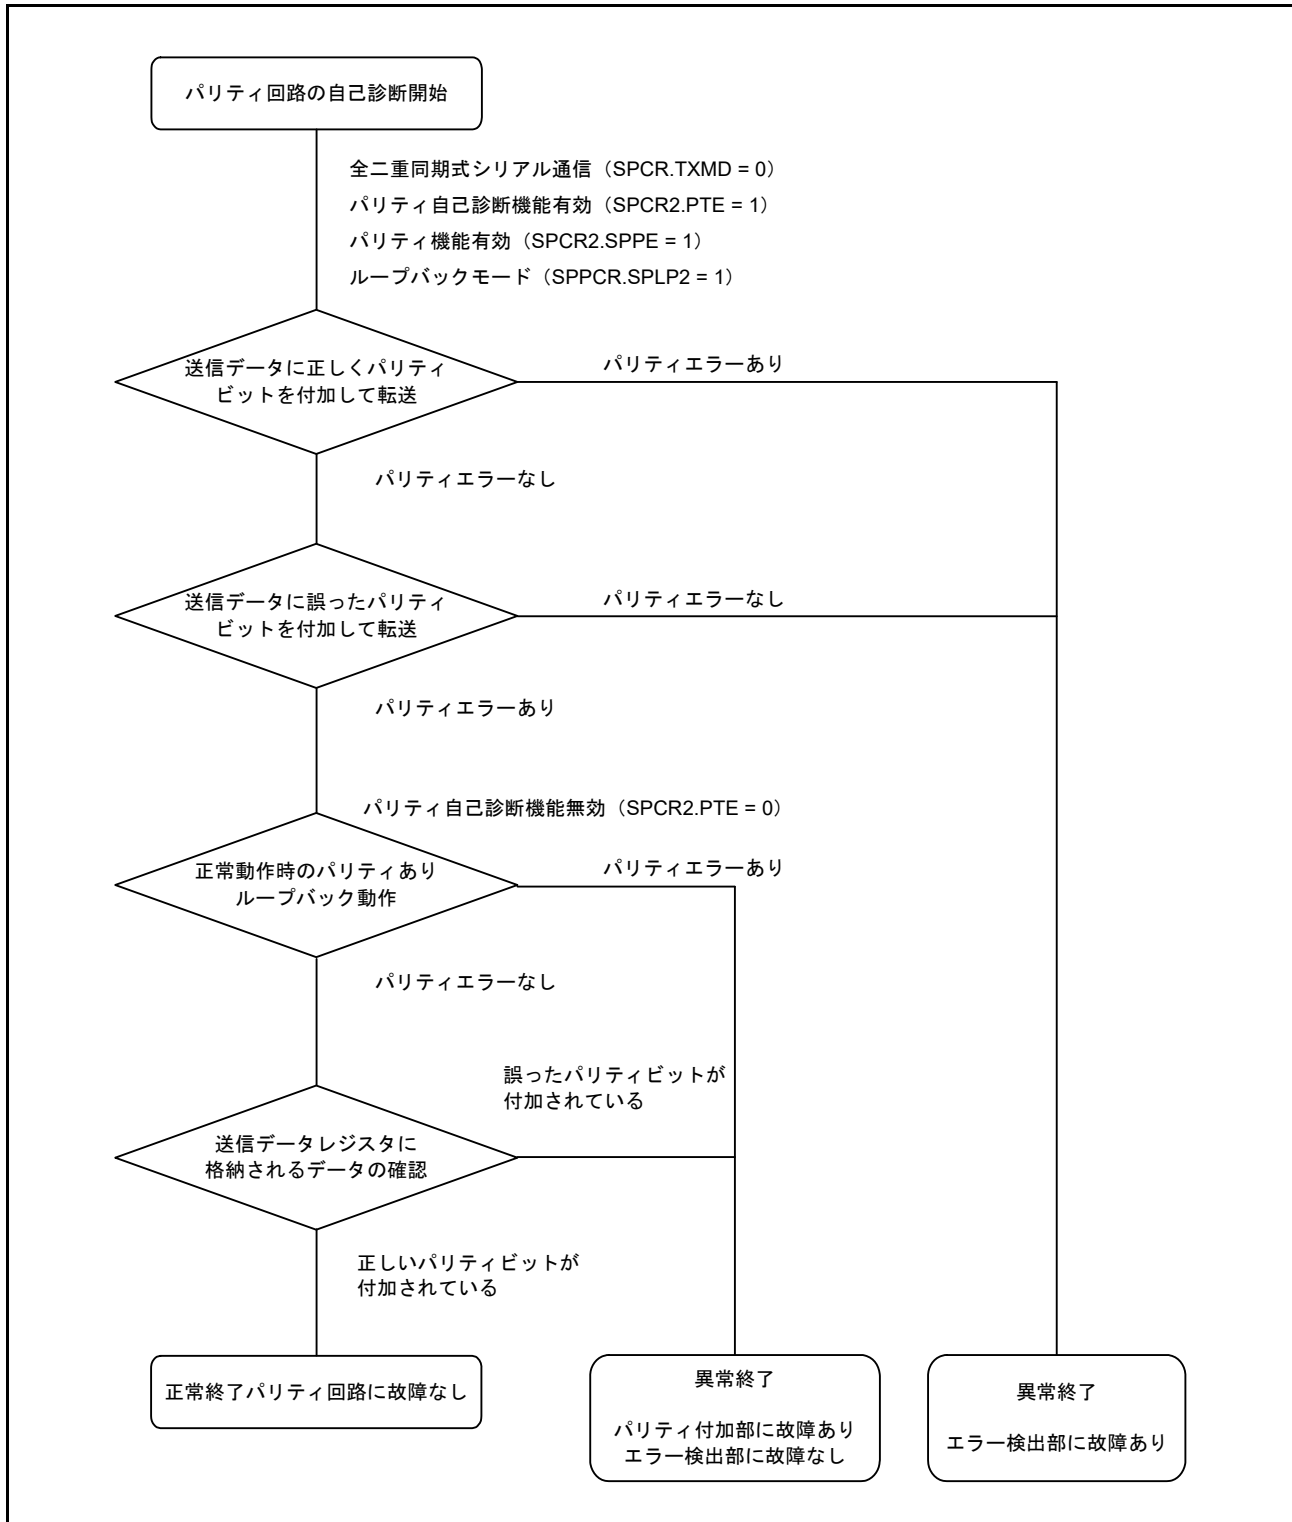 パリティ回路の自己診断開始
全二重同期式シリアル通信（SPCR.TXMD = 0）
パリティ自己診断機能有効（SPCR2.PTE = 1）
パリティ機能有効（SPCR2.SPPE = 1）
ループバックモード（SPPCR.SPLP2 = 1）
送信データに正しくパリティ
ビットを付加して転送
パリティエラーあり
パリティエラーなし
送信データに誤ったパリティ
ビットを付加して転送
パリティエラーなし
パリティエラーあり
パリティ自己診断機能無効（SPCR2.PTE = 0）
正常動作時のパリティあり
ループバック動作
パリティエラーあり
パリティエラーなし
誤ったパリティビットが
付加されている
送信データレジスタに
格納されるデータの確認
正しいパリティビットが
付加されている
正常終了パリティ回路に故障なし
異常終了
パリティ付加部に故障あり
エラー検出部に故障なし
異常終了
エラー検出部に故障あり